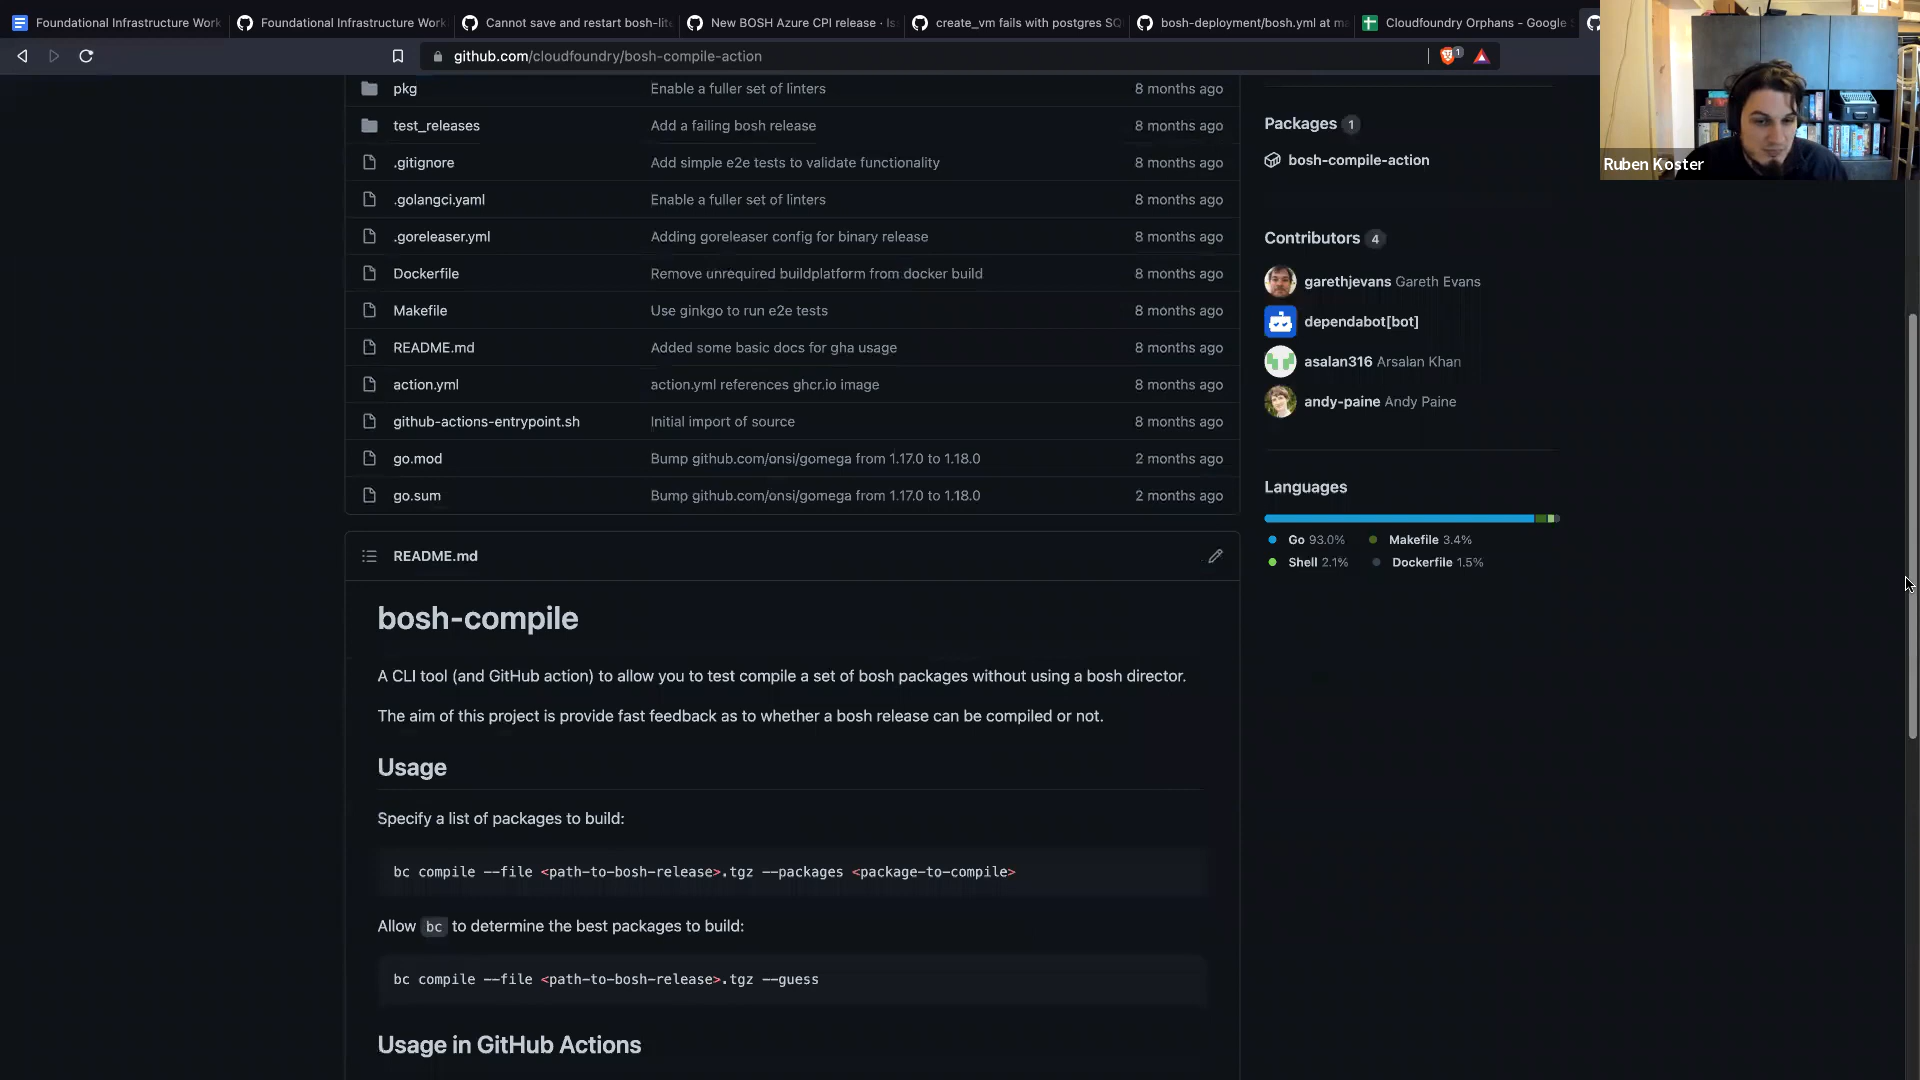 Foundational Infrastructure Work
Foundational Infrastructure Work
Cannot save and restart bosh-lite
New BOSH Azure CPI release · Is
create_vm fails with postgres SQ
bosh-deployment/bosh.yml at ma
Cloudfoundry Orphans - Google
github.com/cloudfoundry/bosh-compile-action
1
Ruben Koster
pkg
Enable a fuller set of linters
8 months ago
test_releases
Add a failing bosh release
8 months ago
.gitignore
Add simple e2e tests to validate functionality
8 months ago
.golangci.yaml
Enable a fuller set of linters
8 months ago
.goreleaser.yml
Adding goreleaser config for binary release
8 months ago
Dockerfile
Remove unrequired buildplatform from docker build
8 months ago
Makefile
Use ginkgo to run e2e tests
8 months ago
README.md
Added some basic docs for gha usage
8 months ago
action.yml
action.yml references ghcr.io image
8 months ago
github-actions-entrypoint.sh
Initial import of source
8 months ago
go.mod
Bump github.com/onsi/gomega from 1.17.0 to 1.18.0
2 months ago
go.sum
Bump github.com/onsi/gomega from 1.17.0 to 1.18.0
2 months ago
README.md
bosh-compile
A CLI tool (and GitHub action) to allow you to test compile a set of bosh packages without using a bosh director.
The aim of this project is provide fast feedback as to whether a bosh release can be compiled or not.
Usage
Specify a list of packages to build:
bc compile --file <path-to-bosh-release>.tgz --packages <package-to-compile>
Allow bc to determine the best packages to build:
bc compile --file <path-to-bosh-release>.tgz --guess
Usage in GitHub Actions
Packages 1
bosh-compile-action
Contributors 4
garethjevans Gareth Evans
dependabot[bot]
asalan316 Arsalan Khan
andy-paine Andy Paine
Languages
Go 93.0%
Makefile 3.4%
Shell 2.1%
Dockerfile 1.5%